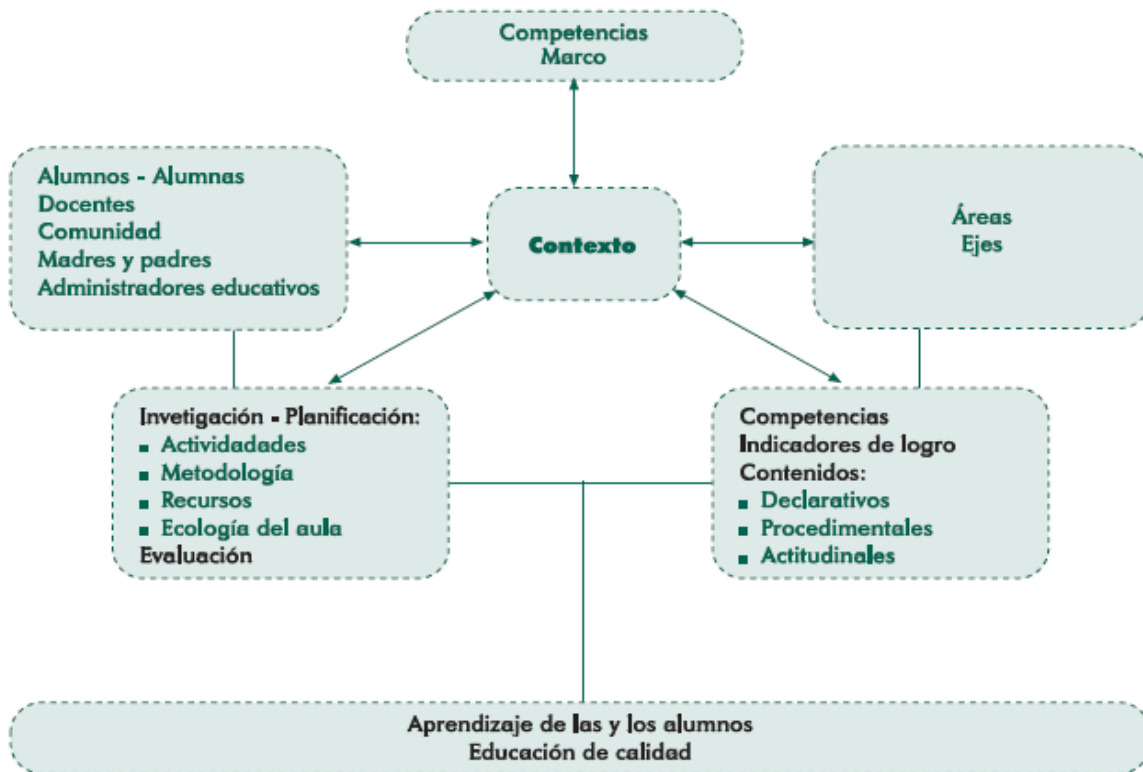 Competencias
Marco
Alumnos - Alumnas
Docentes
Comunidad
Madres y padres
Administradores educativos
Contexto
Áreas
Ejes
Invetigación - Planificación:
▪ Activdadades
▪ Metodología
▪ Recursos
▪ Ecología del aula
Evaluación
Competencias
Indicadores de logro
Contenidos:
▪ Declarativos
▪ Procedimentales
▪ Actitudinales
Aprendizaje de las y los alumnos
Educación de calidad